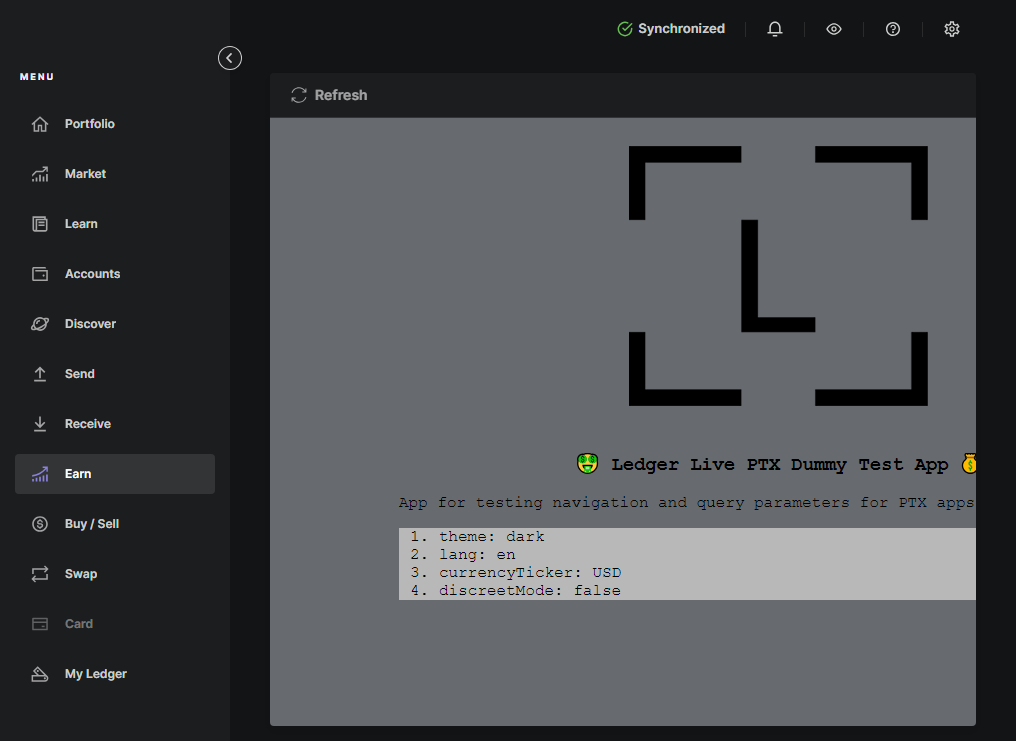 Synchronized
MENU
Portfolio
Market
Learn
Accounts
Discover
Send
Receive
Earn
Buy / Sell
Swap
Card
My Ledger
Refresh
Ledger Live PTX Dummy Test App
App for testing navigation and query parameters for PTX apps
1. theme: dark
2. lang: en
3. currencyTicker: USD
4. discreetMode: false